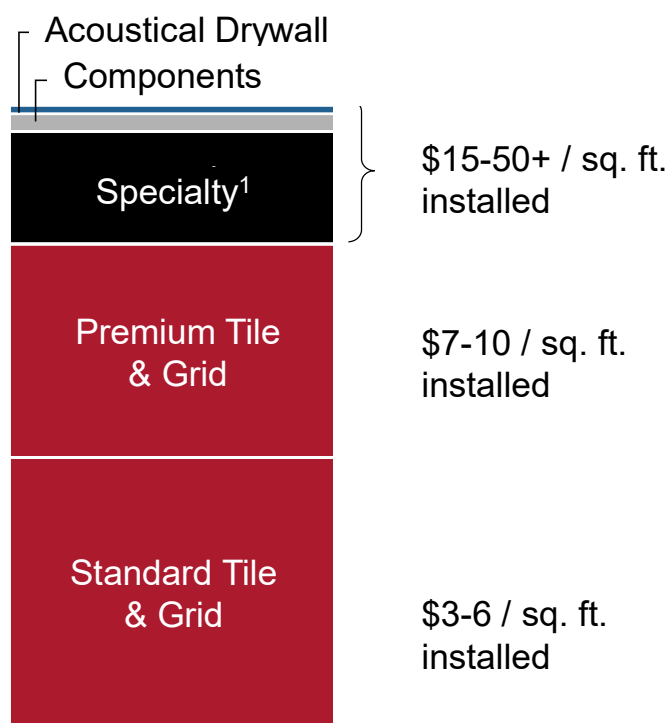 Acoustical Drywall
Components
Specialty1
$15-50+ / sq. ft.
installed
Premium Tile
& Grid
$7-10 / sq. ft.
installed
Standard Tile
& Grid
$3-6 / sq. ft.
installed